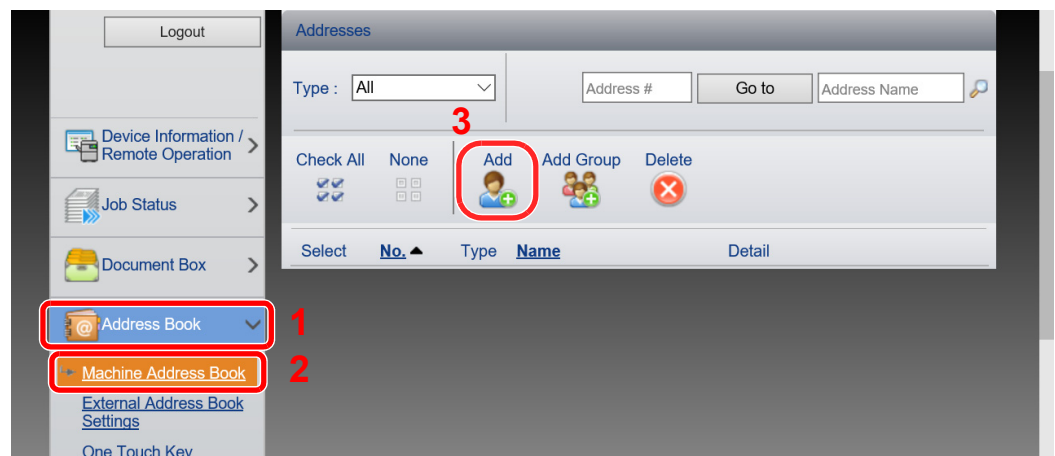 Logout
Addresses
Type :
All
Address #
Go to
Address Name
3
Device Information /
Remote Operation
Check All
None
Add
Add Group
Delete
Job Status
Select
No.
Type
Name
Detail
Document Box
Address Book
1
Machine Address Book
2
External Address Book
Settings
One Touch Key